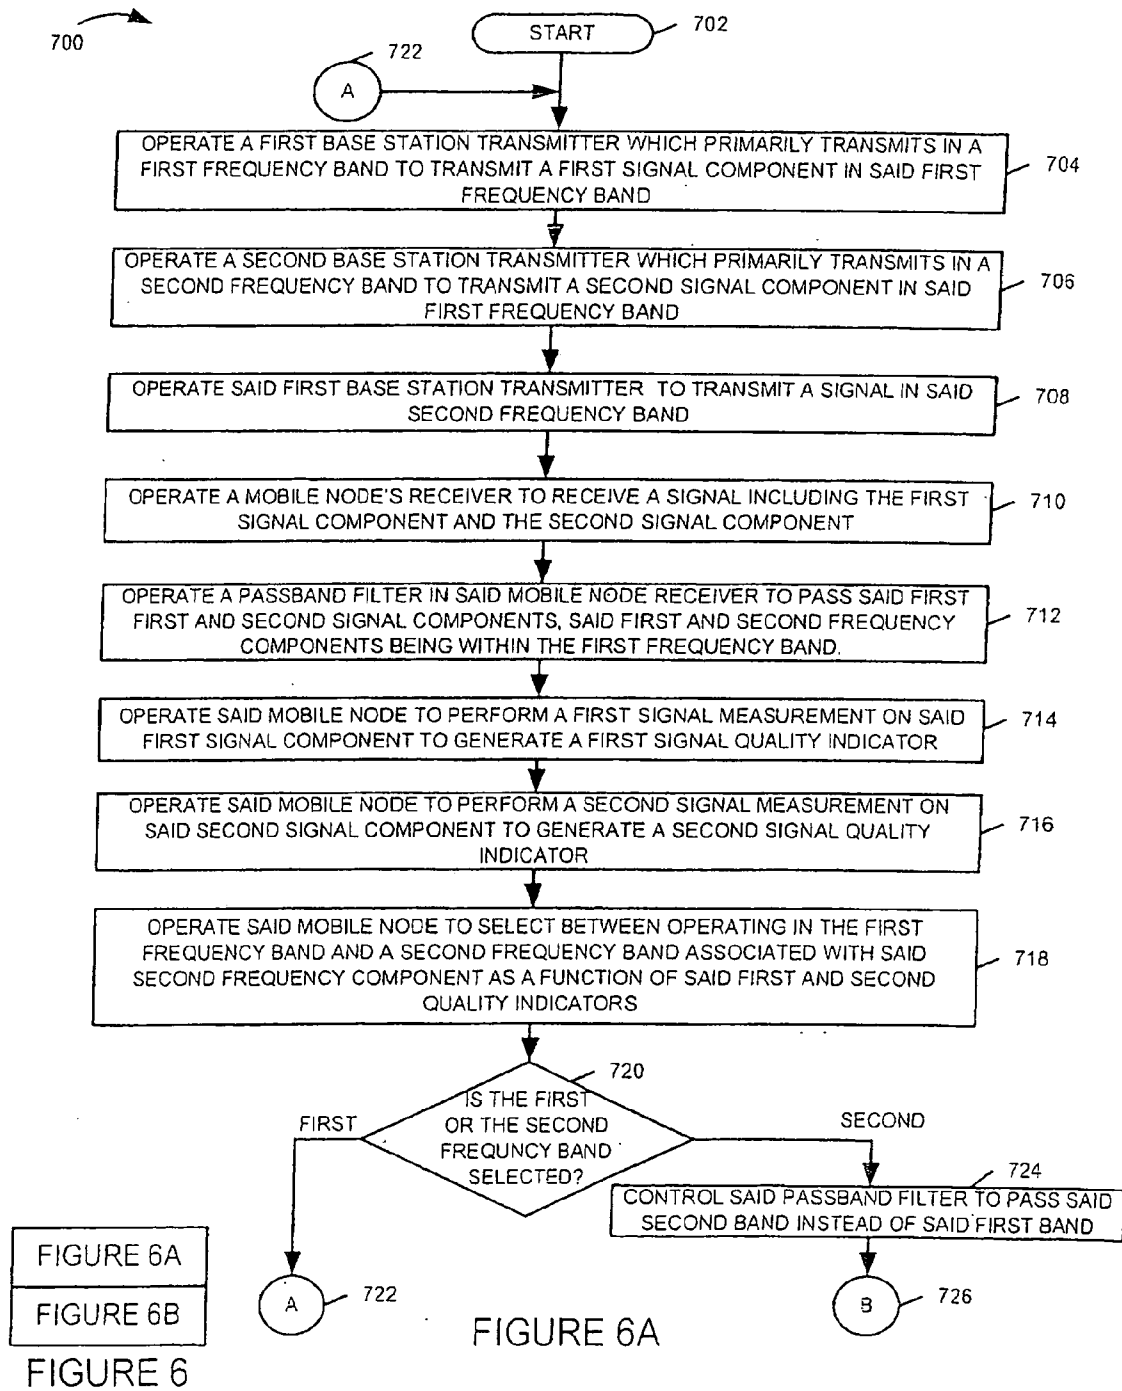 700
START
702
722
A
OPERATE A FIRST BASE STATION TRANSMITTER WHICH PRIMARILY TRANSMITS IN A
FIRST FREQUENCY BAND TO TRANSMIT A FIRST SIGNAL COMPONENT IN SAID FIRST
FREQUENCY BAND
704
OPERATE A SECOND BASE STATION TRANSMITTER WHICH PRIMARILY TRANSMITS IN A
SECOND FREQUENCY BAND TO TRANSMIT A SECOND SIGNAL COMPONENT IN SAID
FIRST FREQUENCY BAND
706
OPERATE SAID FIRST BASE STATION TRANSMITTER TO TRANSMIT A SIGNAL IN SAID
SECOND FREQUENCY BAND
708
OPERATE A MOBILE NODE'S RECEIVER TO RECEIVE A SIGNAL INCLUDING THE FIRST
SIGNAL COMPONENT AND THE SECOND SIGNAL COMPONENT
710
OPERATE A PASSBAND FILTER IN SAID MOBILE NODE RECEIVER TO PASS SAID FIRST
FIRST AND SECOND SIGNAL COMPONENTS, SAID FIRST AND SECOND FREQUENCY
COMPONENTS BEING WITHIN THE FIRST FREQUENCY BAND.
712
OPERATE SAID MOBILE NODE TO PERFORM A FIRST SIGNAL MEASUREMENT ON SAID
FIRST SIGNAL COMPONENT TO GENERATE A FIRST SIGNAL QUALITY INDICATOR
714
OPERATE SAID MOBILE NODE TO PERFORM A SECOND SIGNAL MEASUREMENT ON
SAID SECOND SIGNAL COMPONENT TO GENERATE A SECOND SIGNAL QUALITY
INDICATOR
716
OPERATE SAID MOBILE NODE TO SELECT BETWEEN OPERATING IN THE FIRST
FREQUENCY BAND AND A SECOND FREQUENCY BAND ASSOCIATED WITH SAID
SECOND FREQUENCY COMPONENT AS A FUNCTION OF SAID FIRST AND SECOND
QUALITY INDICATORS
718
720
IS THE FIRST
OR THE SECOND
FREQUNCY BAND
SELECTED?
FIRST
SECOND
724
CONTROL SAID PASSBAND FILTER TO PASS SAID
SECOND BAND INSTEAD OF SAID FIRST BAND
A
722
B
726
FIGURE 6A
FIGURE 6B
FIGURE 6
FIGURE 6A